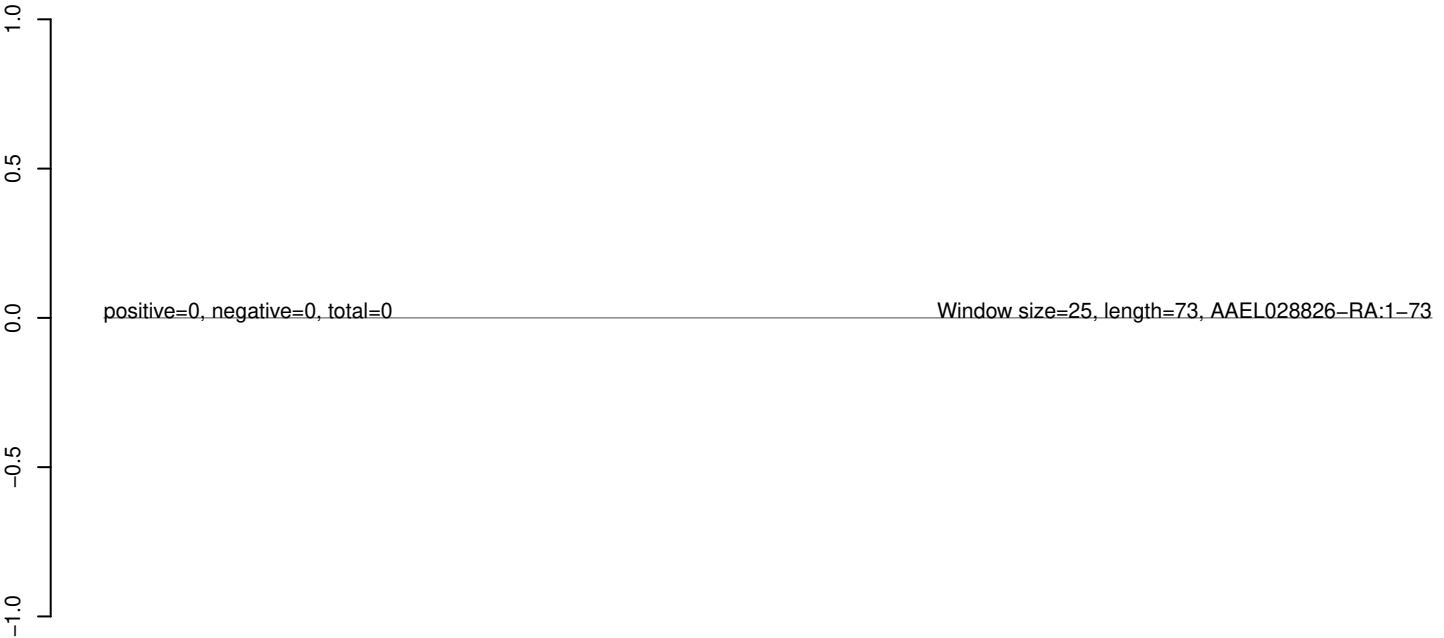 1.0
0.5
0.0
−0.5
−1.0
positive=0, negative=0, total=0
Window size=25, length=73, AAEL028826−RA:1−73